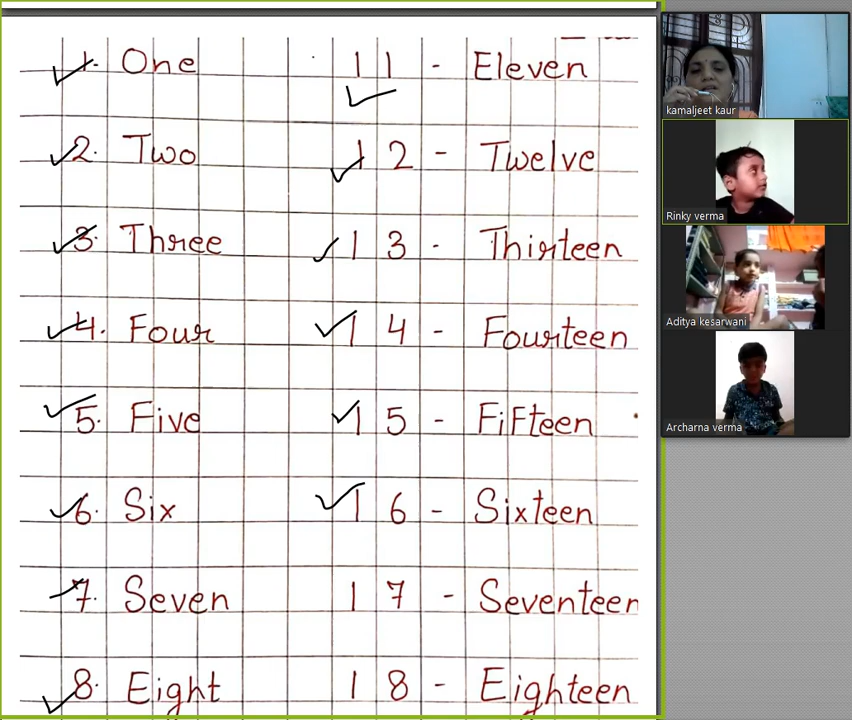 1. One 11 - Eleven
2. Two 12 - Twelve
3. Three 13 - Thirteen
4. Four 14 - Fourteen
5. Five 15 - FiFteen
6. Six 16 - Sixteen
7. Seven 17 - Seventeen
8. Eight 18 - Eighteen
kamaljeet kaur
Rinky verma
Aditya kesarwani
Archarna verma